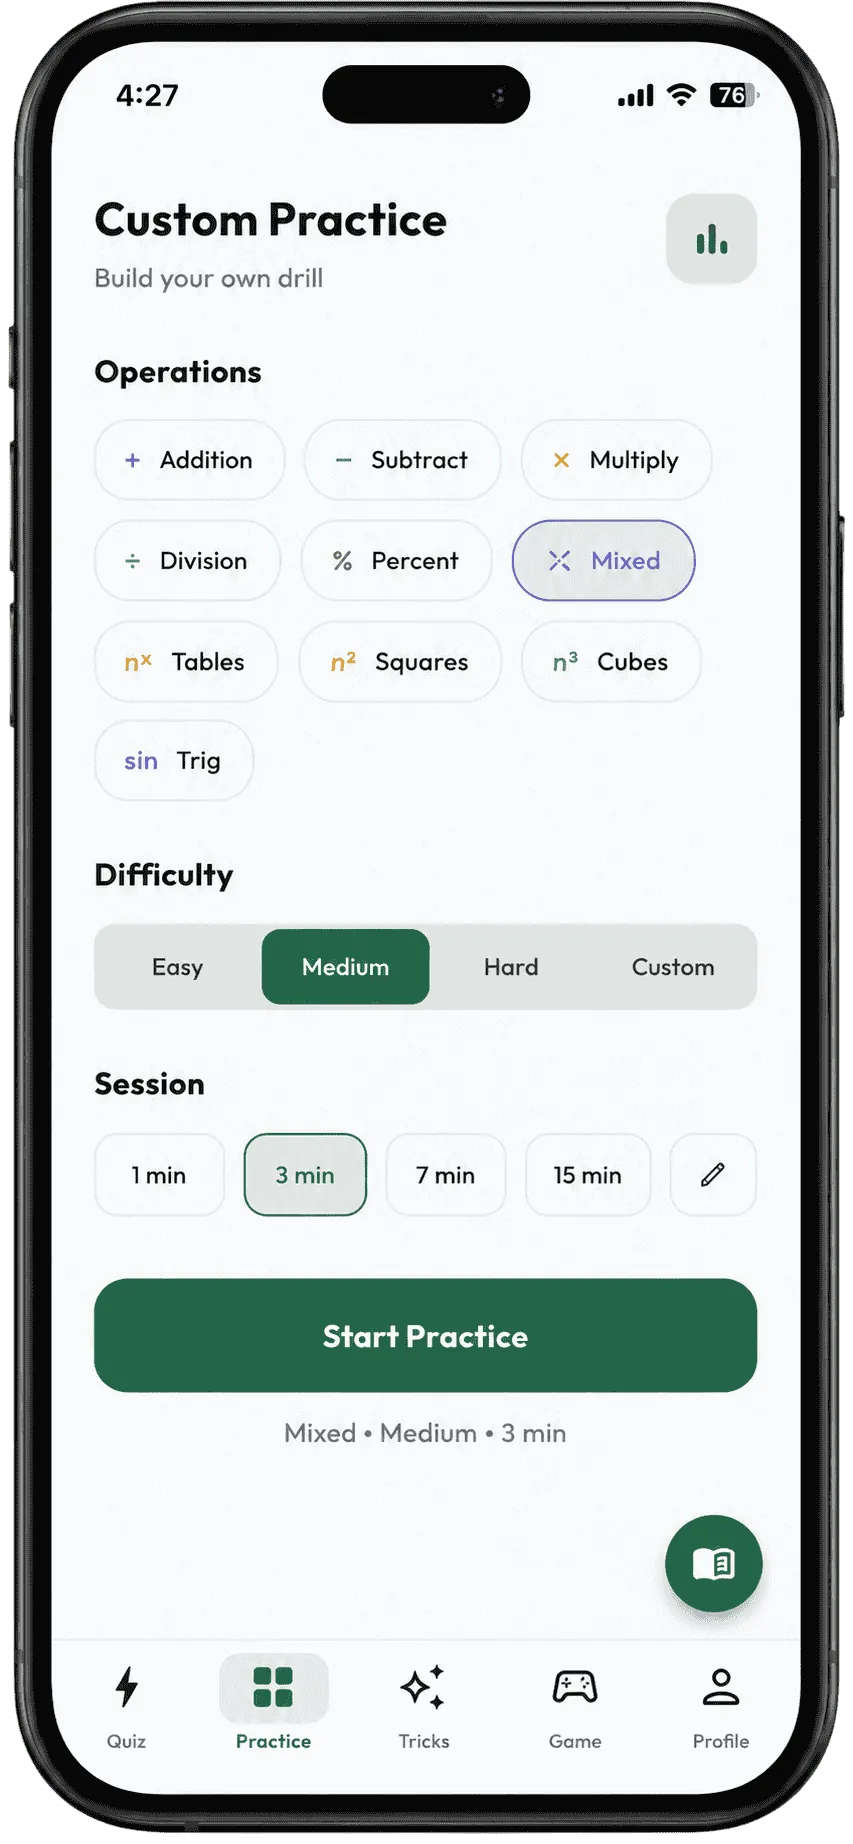 4:27 76
Custom Practice
Build your own drill
Operations
+ Addition − Subtract × Multiply
÷ Division % Percent Mixed
nˣ Tables n² Squares n³ Cubes
sin Trig
Difficulty
Easy Medium Hard Custom
Session
1 min 3 min 7 min 15 min
Start Practice
Mixed • Medium • 3 min
Quiz Practice Tricks Game Profile